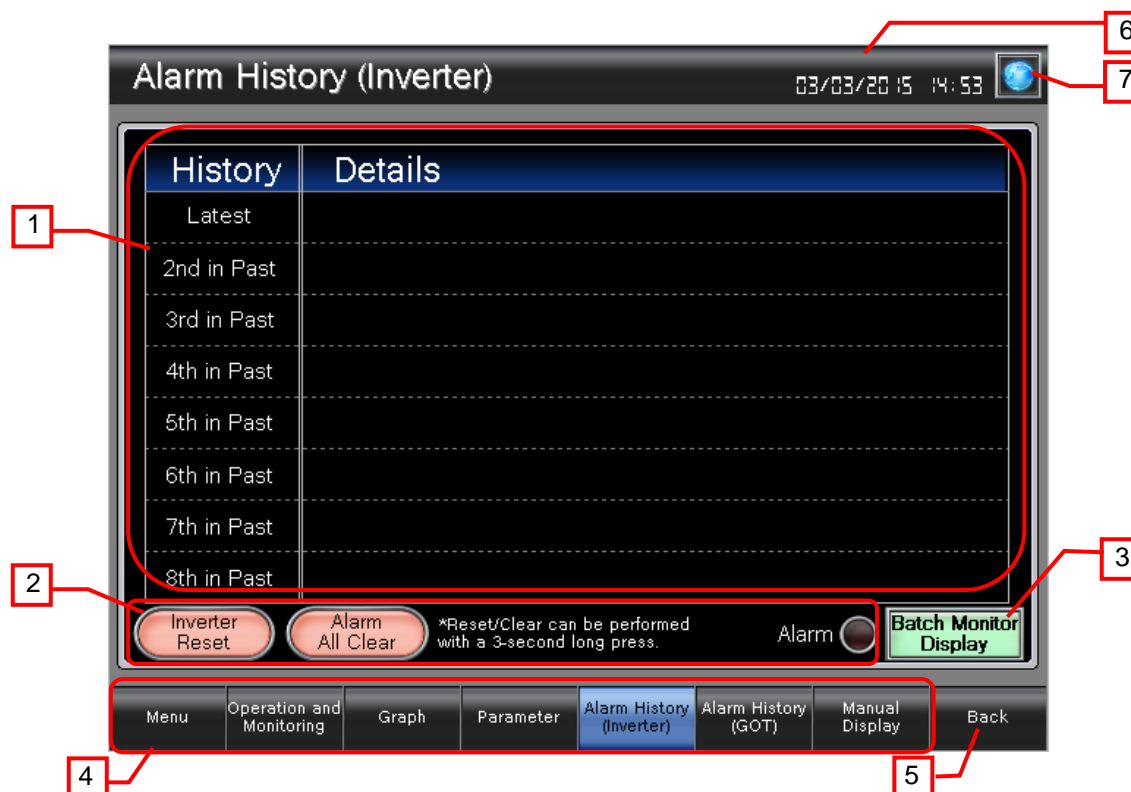 6
Alarm History (Inverter)
03/03/2015 14:53
7
History Details
1
Latest
2nd in Past
3rd in Past
4th in Past
5th in Past
6th in Past
7th in Past
8th in Past
3
2
Inverter
Reset
Alarm
All Clear
*Reset/Clear can be performed
with a 3-second long press.
Alarm
Batch Monitor
Display
Menu
Operation and
Monitoring
Graph
Parameter
Alarm History
(Inverter)
Alarm History
(GOT)
Manual
Display
Back
4
5